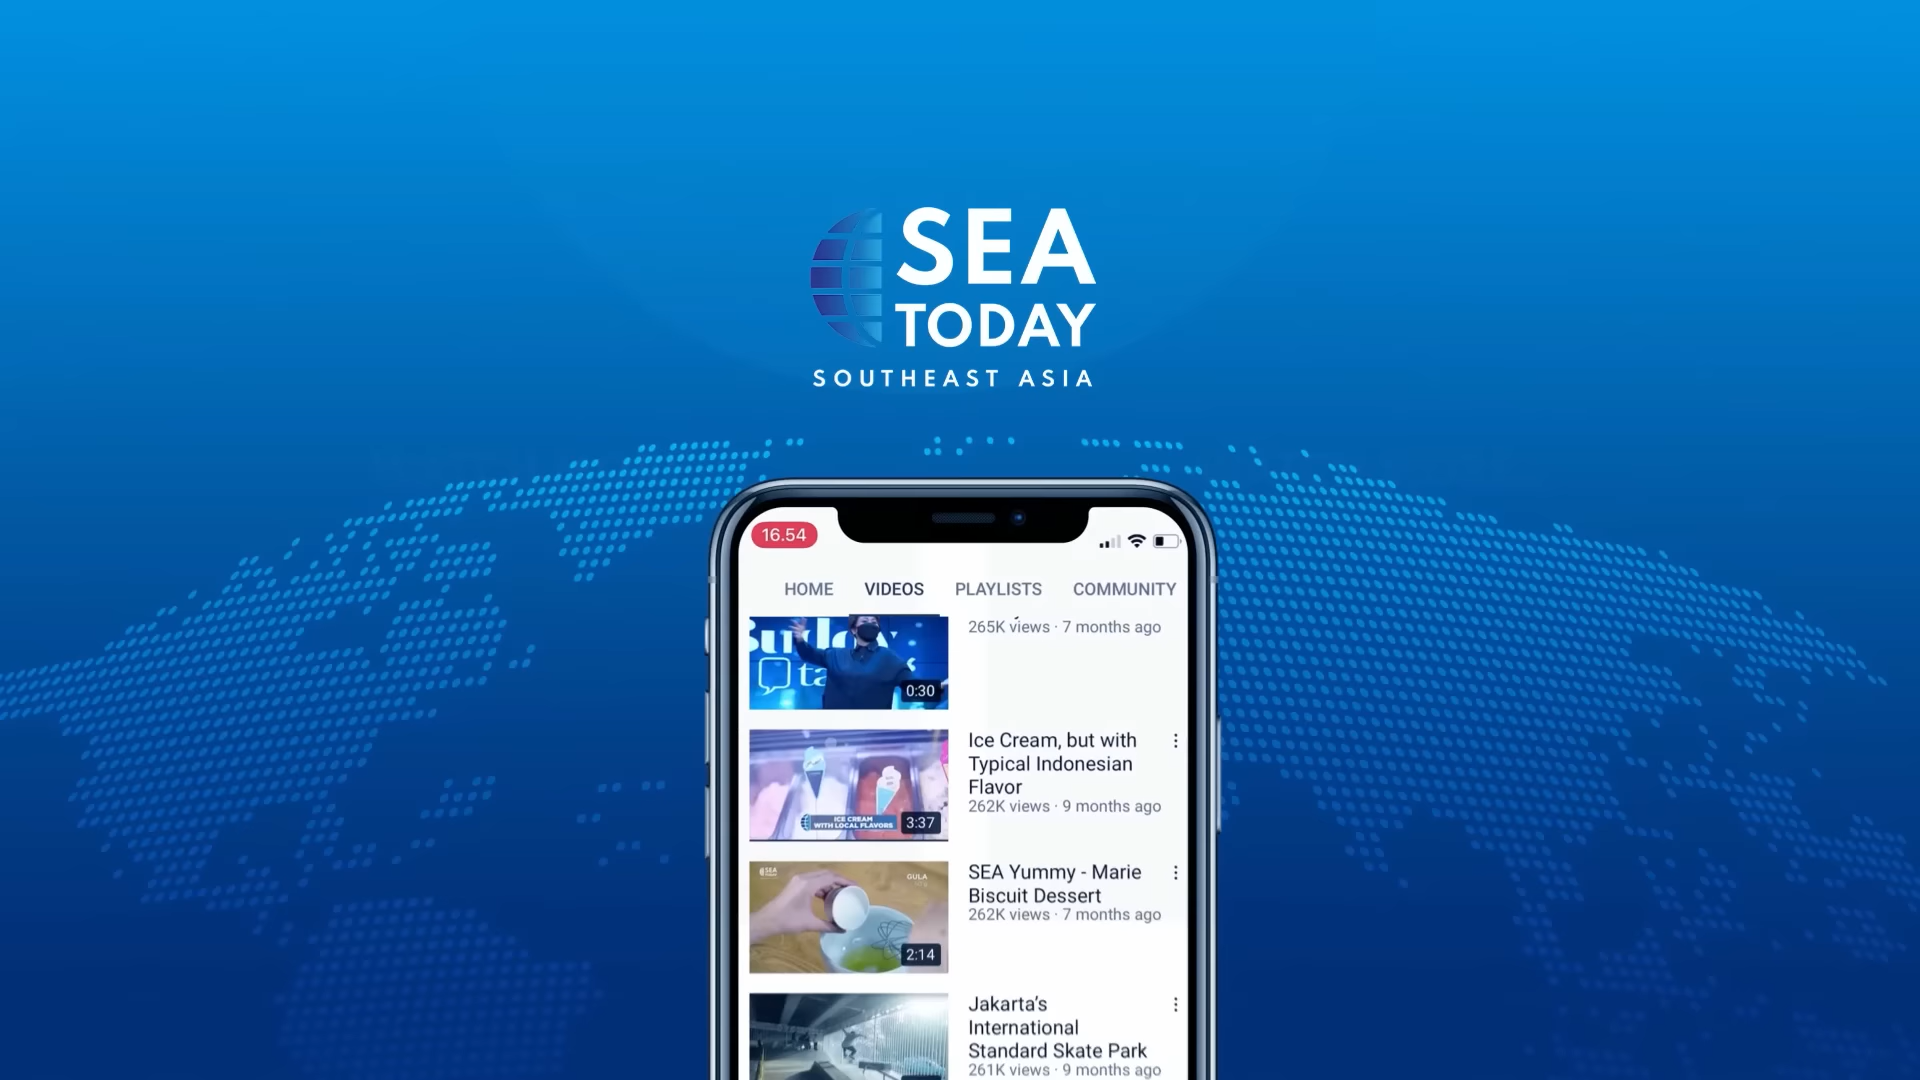 SEA
TODAY
SOUTHEAST ASIA
16.54
HOME VIDEOS PLAYLISTS COMMUNITY
265K views · 7 months ago
0:30
Ice Cream, but with
Typical Indonesian
Flavor
262K views · 9 months ago
ICE CREAM
WITH LOCAL FLAVORS
3:37
SEA Yummy - Marie
Biscuit Dessert
262K views · 7 months ago
SEA
TODAY
GULA
2:14
Jakarta's
International
Standard Skate Park
261K views · 9 months ago